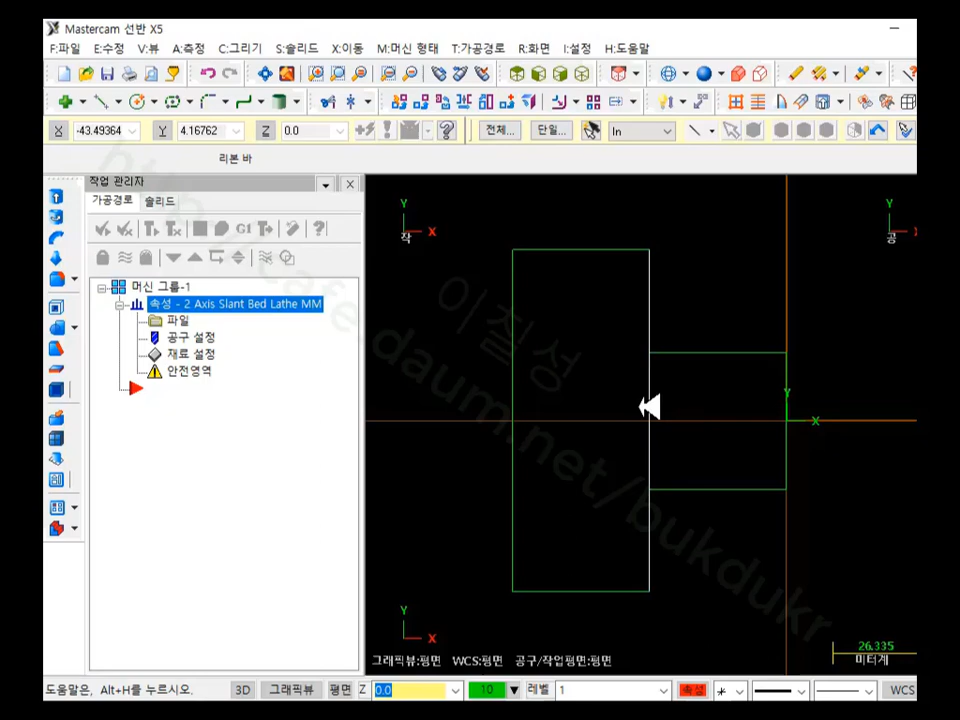 Mastercam 선반 X5
F:파일 E:수정 V:뷰 A:측정 C:그리기 S:솔리드 X:이동 M:머신 형태 T:가공경로 R:화면 I:설정 H:도움말
X -43.49364 Y 4.16762 Z 0.0 전체... 단일... In
리본 바
작업 관리자
가공경로 솔리드
G1
머신 그룹-1
속성 - 2 Axis Slant Bed Lathe MM
파일
공구 설정
재료 설정
안전영역
Y
X
작
Y
X
공
Y
X
Y
X
이질성
http://cafe.daum.net/bukdukr
26.335
미터계
그래픽뷰:평면 WCS:평면 공구/작업평면:평면
도움말은, Alt+H를 누르시오. 3D 그래픽뷰 평면 Z 0.0 10 레벨 1 속성 WCS